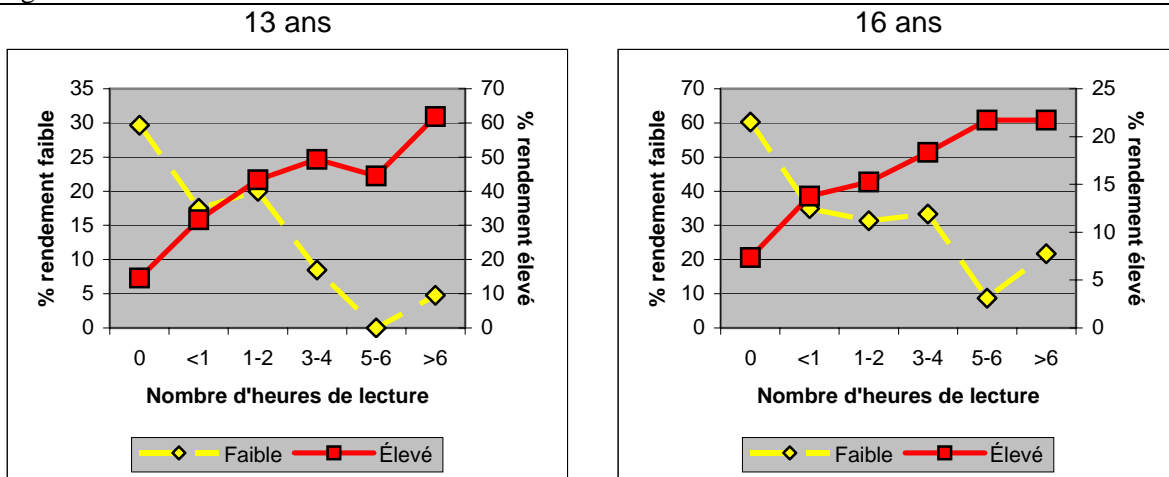 13 ans
% rendement faible
35
30
25
20
15
10
5
0
70
60
50
40
30
20
10
0
% rendement élevé
0 <1 1-2 3-4 5-6 >6
Nombre d'heures de lecture
Faible Élevé
16 ans
% rendement faible
70
60
50
40
30
20
10
0
25
20
15
10
5
0
% rendement élevé
0 <1 1-2 3-4 5-6 >6
Nombre d'heures de lecture
Faible Élevé